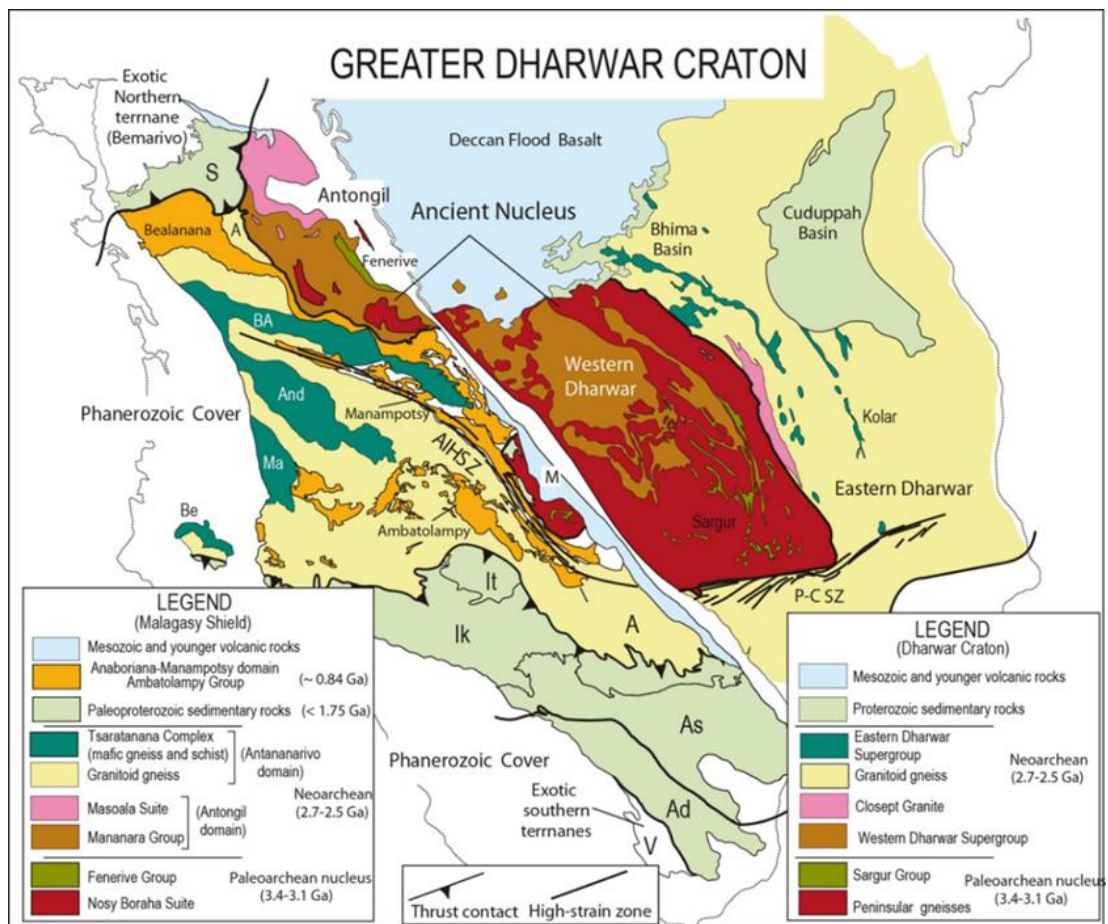 GREATER DHARWAR CRATON
Exotic
Northern
terrnane
(Bemarivo)
Deccan Flood Basalt
S
Antongil
Ancient Nucleus
Cuduppah
Basin
Bealanana
A
Bhima
Basin
Fenerive
BA
Western
Dharwar
And
Manampotsy
Phanerozoic Cover
Kolar
AIHSZ
Ma
M
Eastern Dharwar
Be
Sargur
Ambatolampy
It
P-C SZ
Ik
A
As
Phanerozoic Cover
Exotic
southern
terrnanes
Ad
V
LEGEND
(Malagasy Shield)
Mesozoic and younger volcanic rocks
Anaboriana-Manampotsy domain
Ambatolampy Group
(~ 0.84 Ga)
Paleoproterozoic sedimentary rocks (< 1.75 Ga)
Tsaratanana Complex
(mafic gneiss and schist)
(Antananarivo
domain)
Granitoid gneiss
Neoarchean
(2.7-2.5 Ga)
Masoala Suite
(Antongil
domain)
Mananara Group
Fenerive Group
Paleoarchean nucleus
(3.4-3.1 Ga)
Nosy Boraha Suite
Thrust contact
High-strain zone
LEGEND
(Dharwar Craton)
Mesozoic and younger volcanic rocks
Proterozoic sedimentary rocks
Eastern Dharwar
Supergroup
Neoarchean
(2.7-2.5 Ga)
Granitoid gneiss
Closept Granite
Western Dharwar Supergroup
Sargur Group
Paleoarchean nucleus
(3.4-3.1 Ga)
Peninsular gneisses